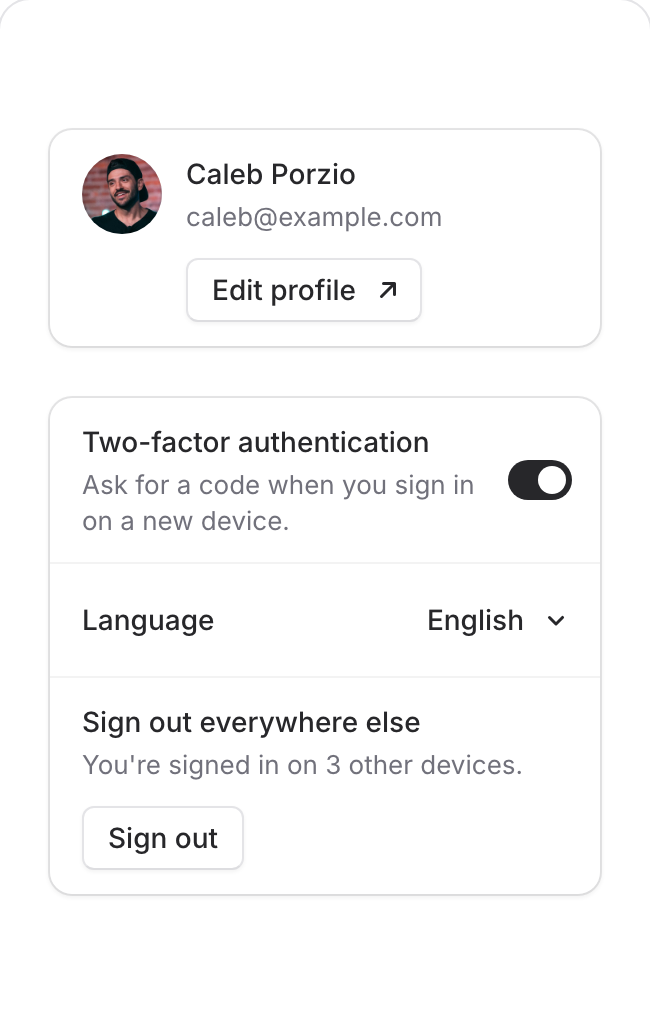 Caleb Porzio
caleb@example.com
Edit profile
Two-factor authentication
Ask for a code when you sign in
on a new device.
Language
English
Sign out everywhere else
You're signed in on 3 other devices.
Sign out